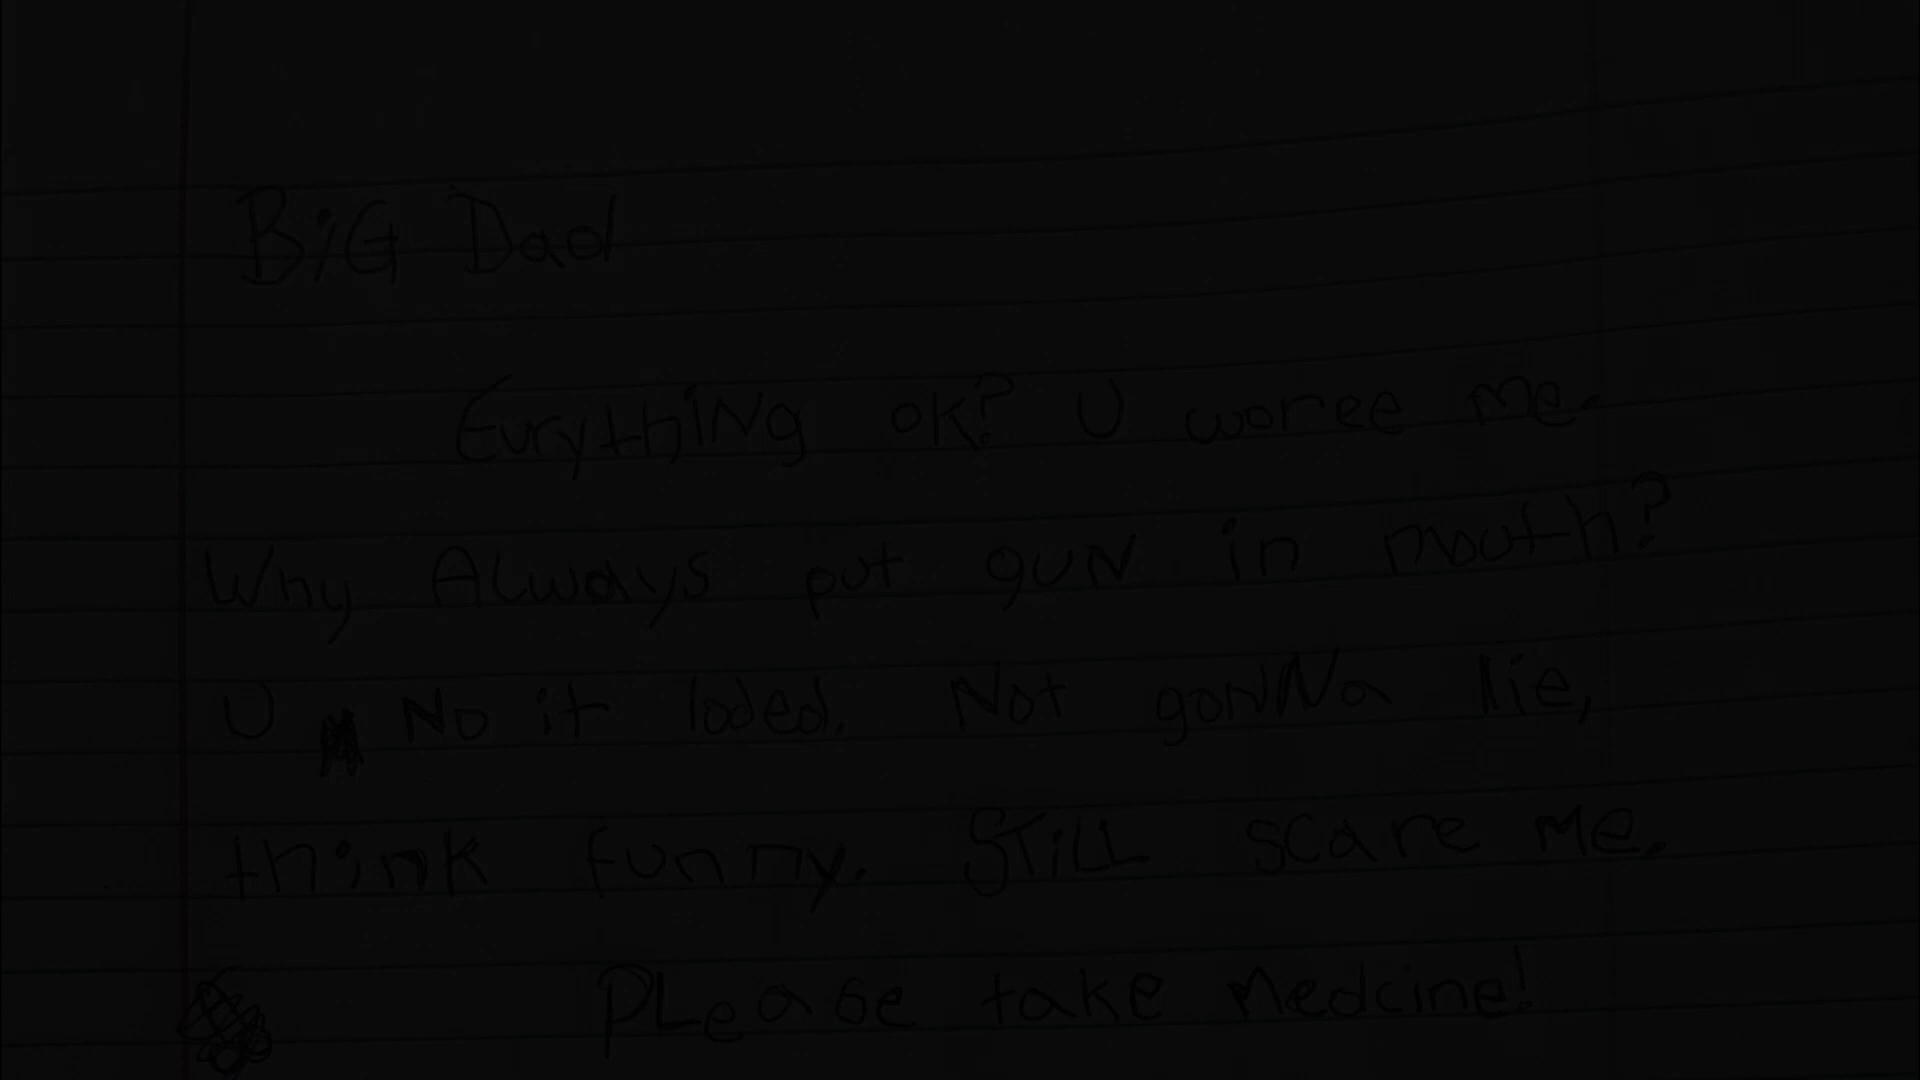 BiG Dad
EvrythiNg ok? U woree me.
Why ALways put guN in mouth?
U No it loded. Not goNNa lie,
think funny. STiLL scare me.
PLease take medcine!